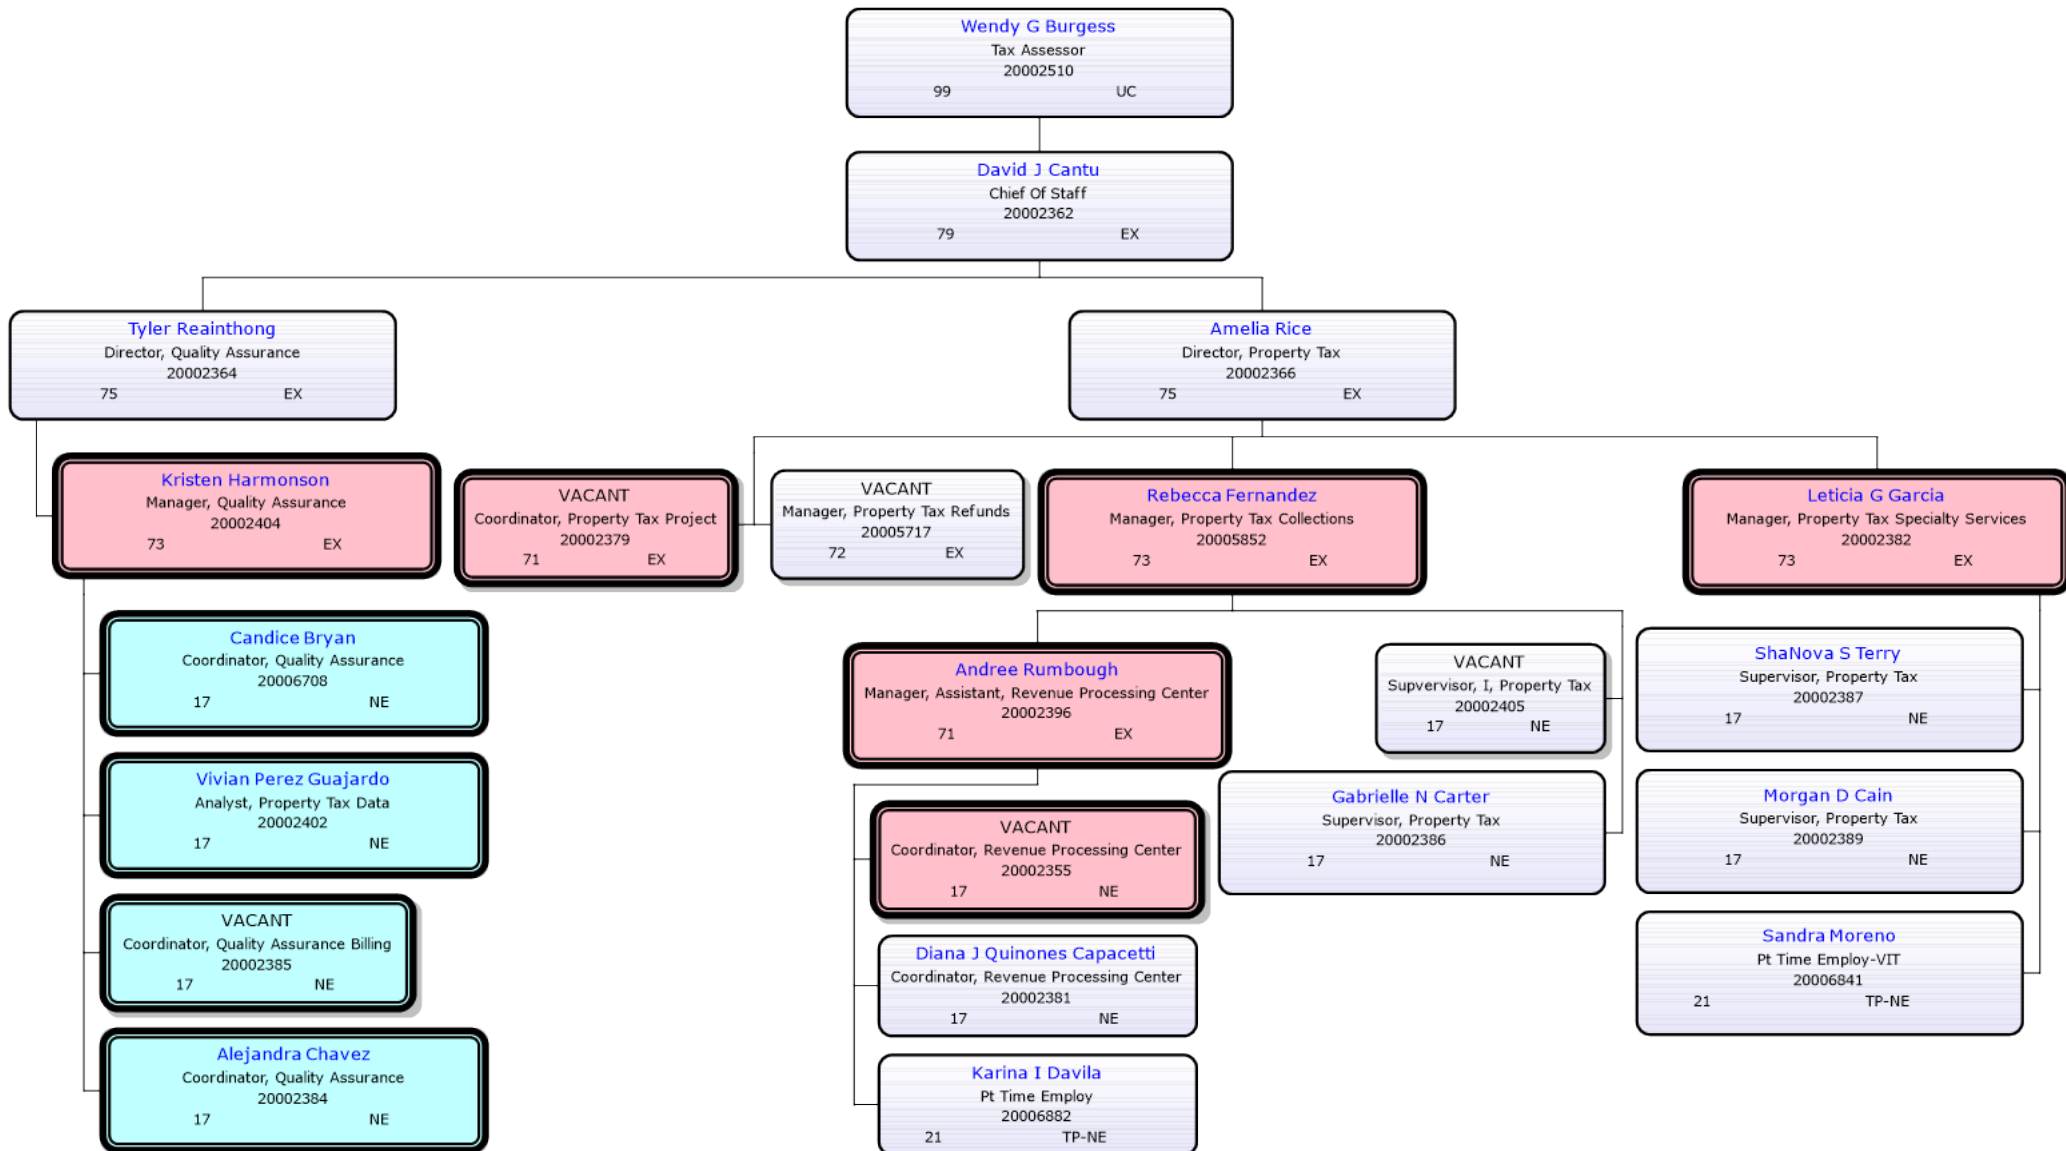 Wendy G Burgess
Tax Assessor
20002510
99 UC
David J Cantu
Chief Of Staff
20002362
79 EX
Tyler Reainthong
Director, Quality Assurance
20002364
75 EX
Amelia Rice
Director, Property Tax
20002366
75 EX
Kristen Harmonson
Manager, Quality Assurance
20002404
73 EX
VACANT
Coordinator, Property Tax Project
20002379
71 EX
VACANT
Manager, Property Tax Refunds
20005717
72 EX
Rebecca Fernandez
Manager, Property Tax Collections
20005852
73 EX
Leticia G Garcia
Manager, Property Tax Specialty Services
20002382
73 EX
Candice Bryan
Coordinator, Quality Assurance
20006708
17 NE
Vivian Perez Guajardo
Analyst, Property Tax Data
20002402
17 NE
VACANT
Coordinator, Quality Assurance Billing
20002385
17 NE
Alejandra Chavez
Coordinator, Quality Assurance
20002384
17 NE
Andree Rumbough
Manager, Assistant, Revenue Processing Center
20002396
71 EX
VACANT
Coordinator, Revenue Processing Center
20002355
17 NE
Diana J Quinones Capacetti
Coordinator, Revenue Processing Center
20002381
17 NE
Karina I Davila
Pt Time Employ
20006882
21 TP-NE
VACANT
Supvervisor, I, Property Tax
20002405
17 NE
Gabrielle N Carter
Supervisor, Property Tax
20002386
17 NE
ShaNova S Terry
Supervisor, Property Tax
20002387
17 NE
Morgan D Cain
Supervisor, Property Tax
20002389
17 NE
Sandra Moreno
Pt Time Employ-VIT
20006841
21 TP-NE